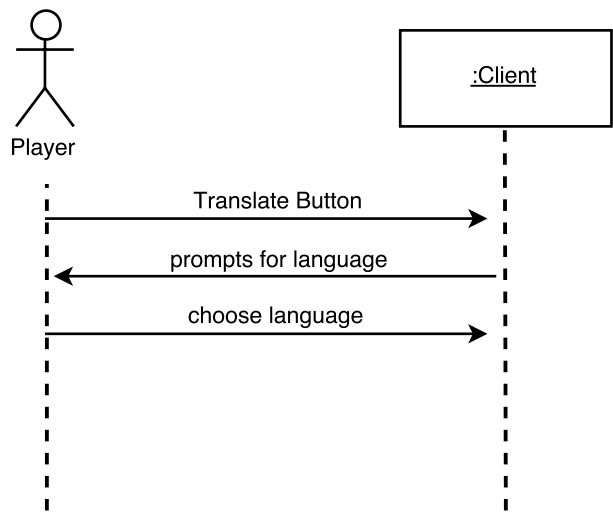 :Client
Player
Translate Button
prompts for language
choose language